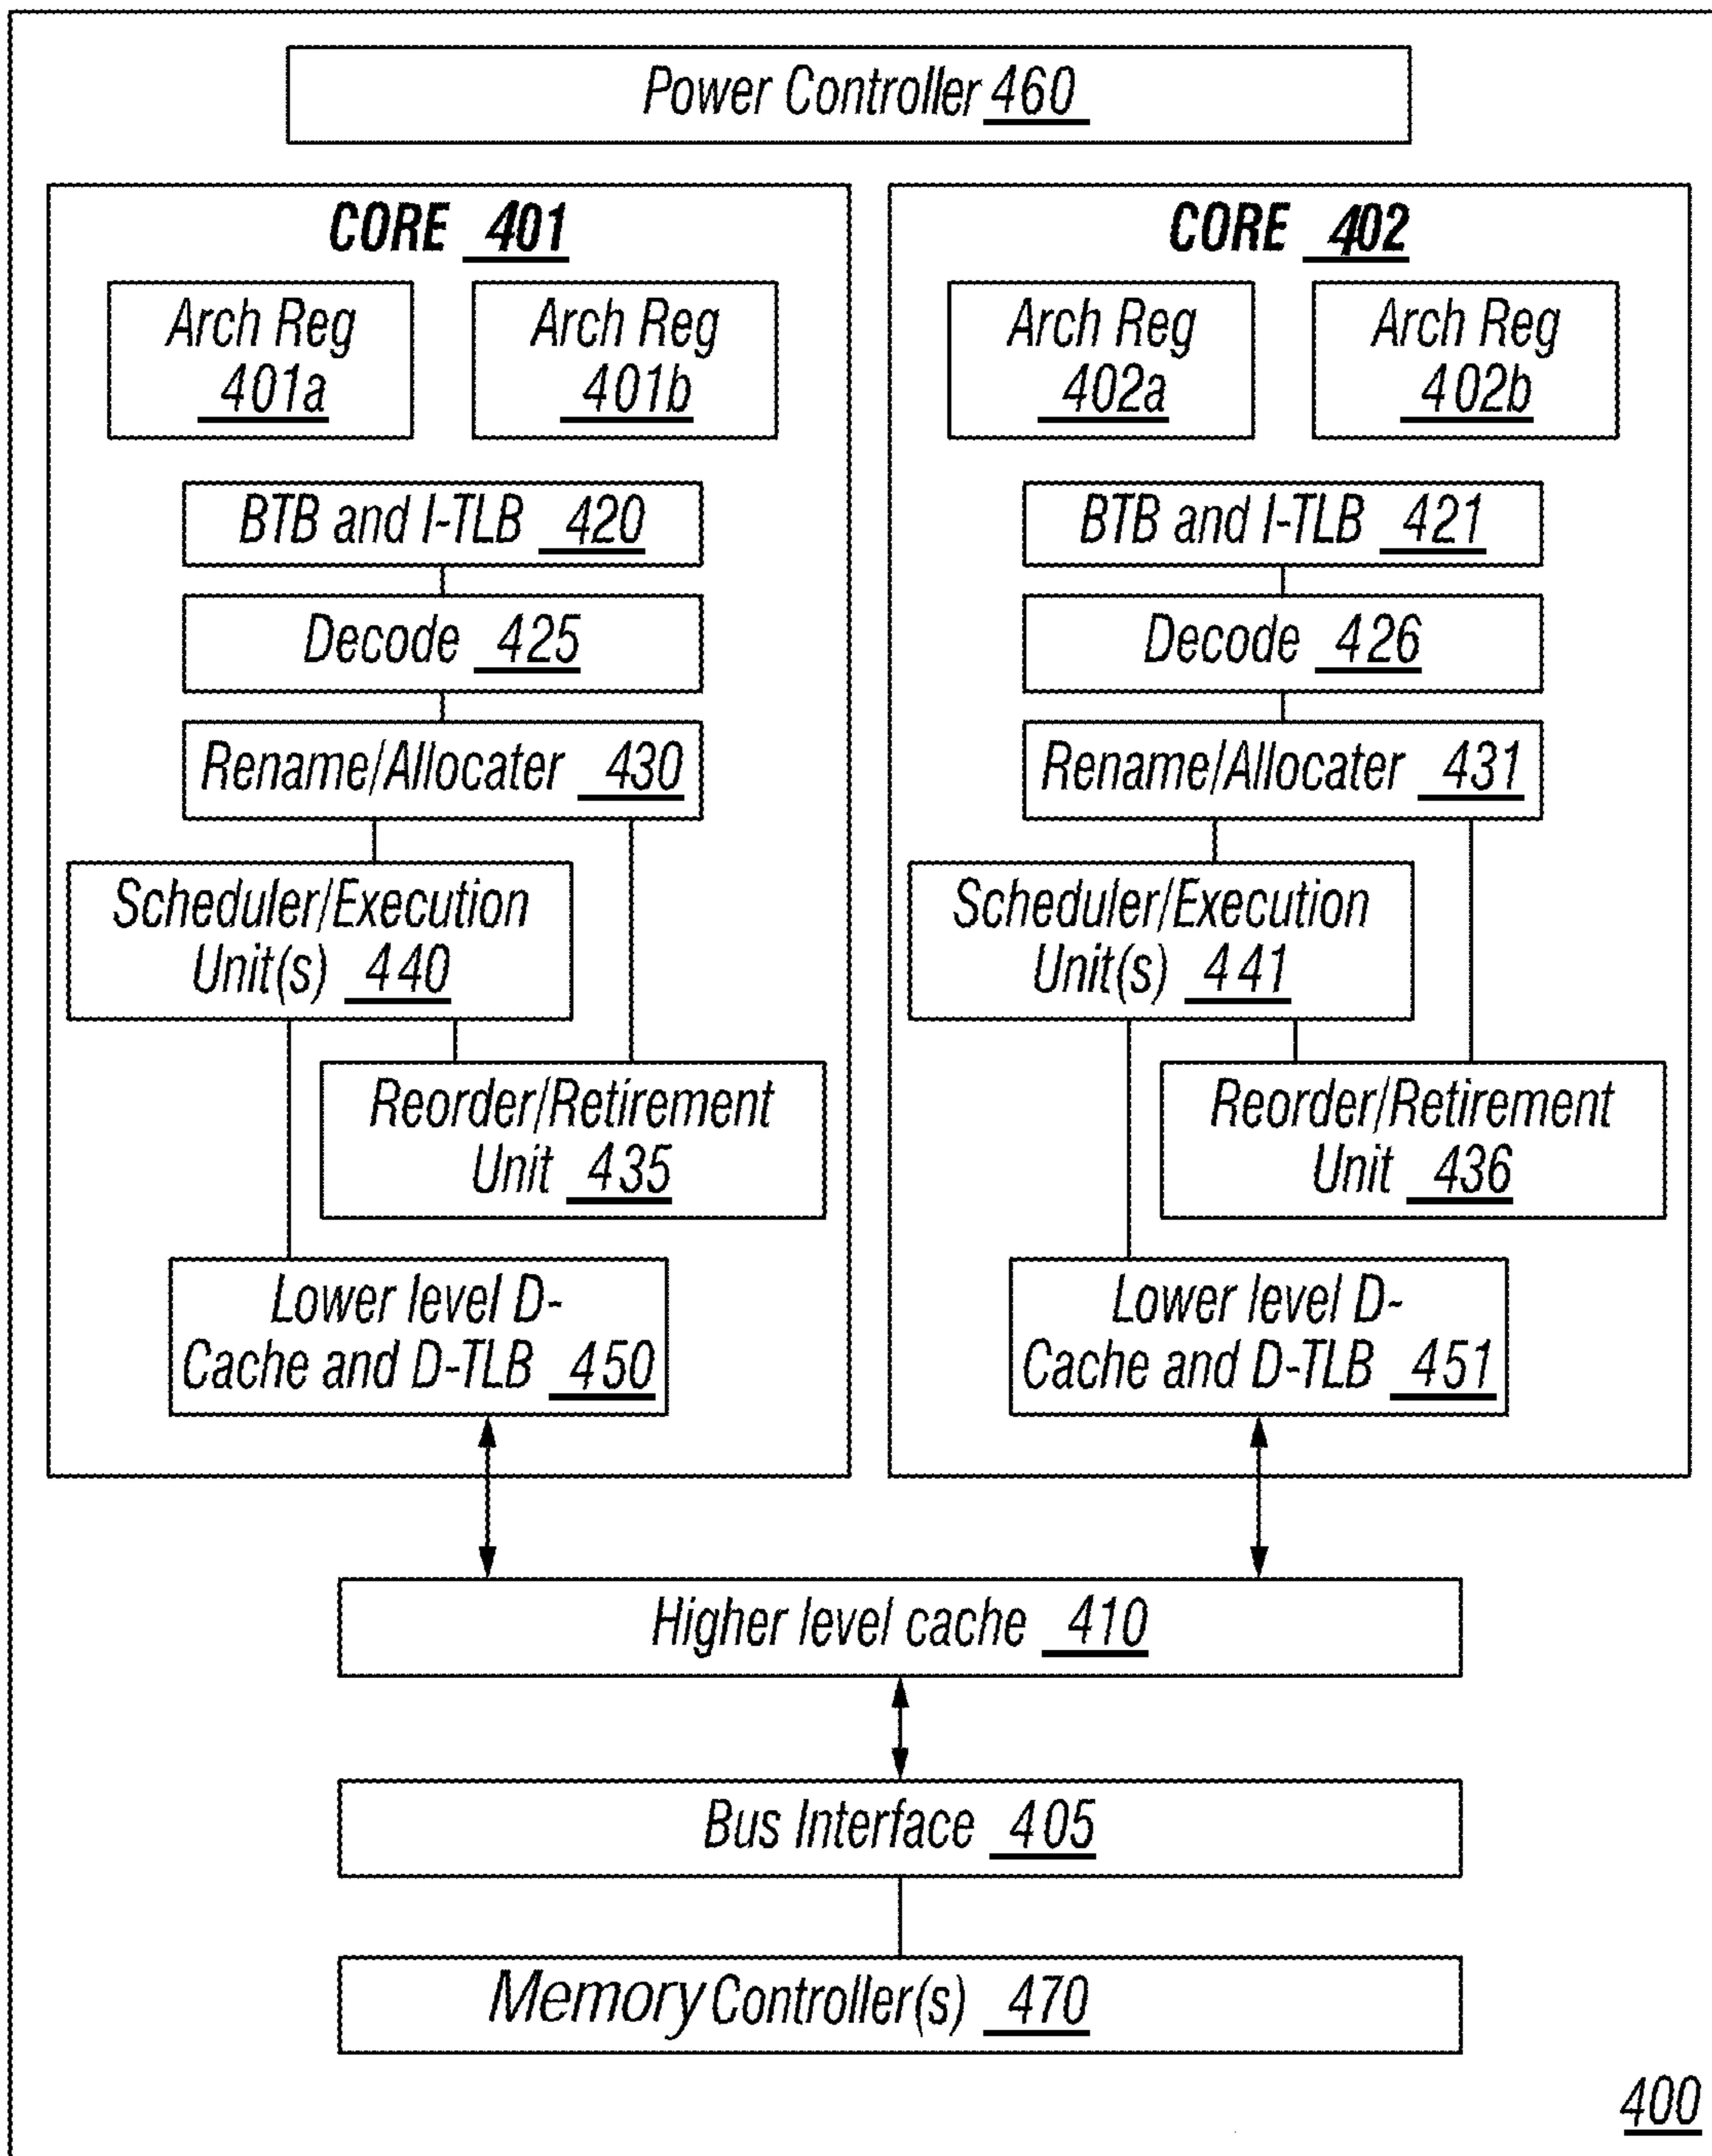 Power Controller 460
CORE 401
Arch Reg
401a
Arch Reg
401b
BTB and I-TLB 420
Decode 425
Rename/Allocater 430
Scheduler/Execution
Unit(s) 440
Reorder/Retirement
Unit 435
Lower level D-
Cache and D-TLB 450
CORE 402
Arch Reg
402a
Arch Reg
402b
BTB and I-TLB 421
Decode 426
Rename/Allocater 431
Scheduler/Execution
Unit(s) 441
Reorder/Retirement
Unit 436
Lower level D-
Cache and D-TLB 451
Higher level cache 410
Bus Interface 405
Memory Controller(s) 470
400